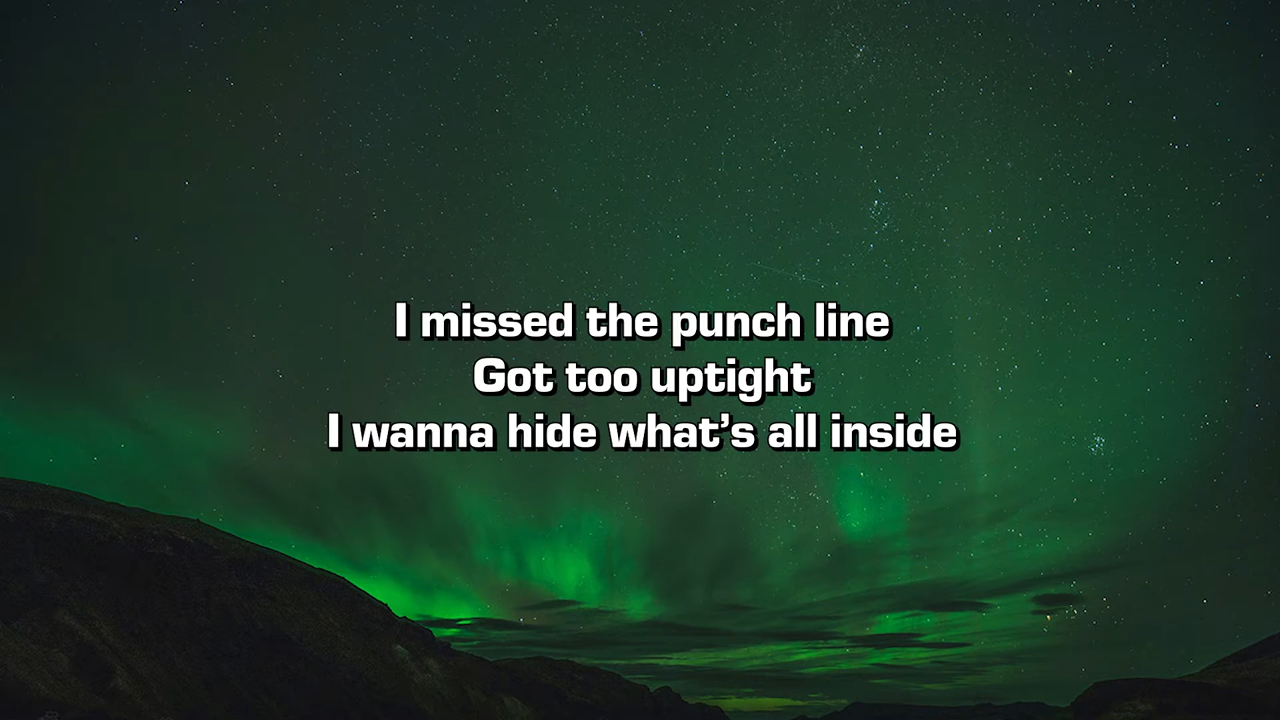 I missed the punch line
Got too uptight
I wanna hide what’s all inside